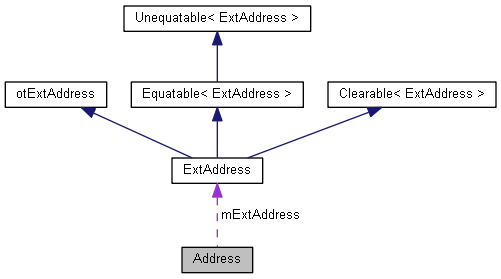 Unequatable< ExtAddress >
otExtAddress
Equatable< ExtAddress >
Clearable< ExtAddress >
ExtAddress
mExtAddress
Address